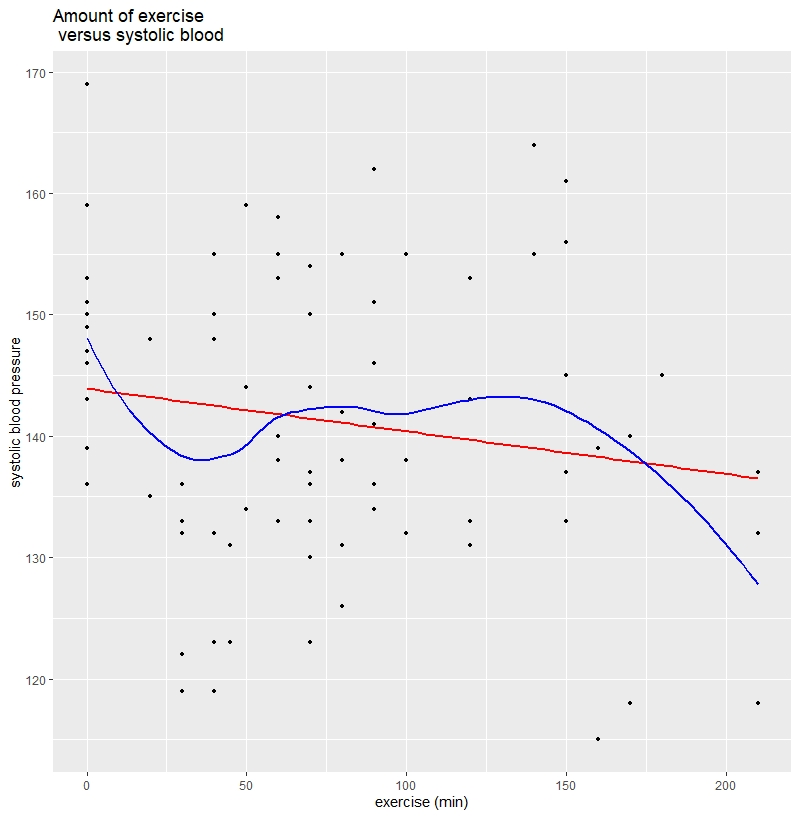 Amount of exercise
versus systolic blood
170
160
150
140
130
120
systolic blood pressure
0
50
100
150
200
exercise (min)